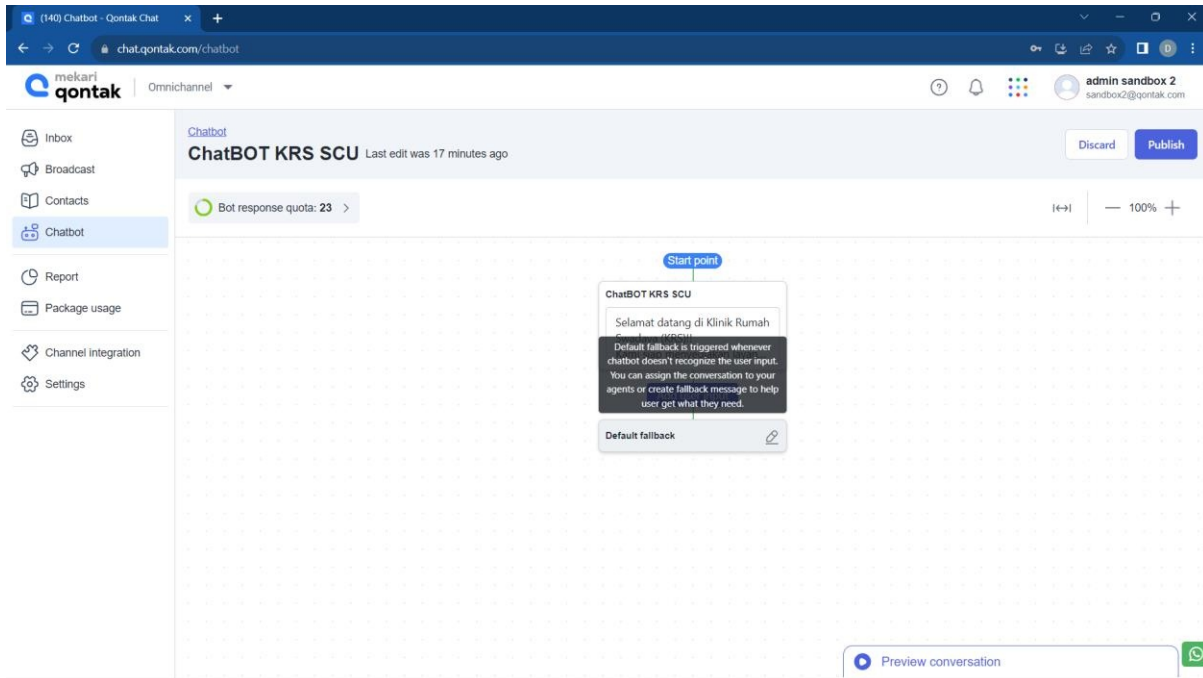 (140) Chatbot - Qontak Chat
chat.qontak.com/chatbot
mekari
qontak
Omnichannel
admin sandbox 2
sandbox2@qontak.com
Inbox
Broadcast
Contacts
Chatbot
Report
Package usage
Channel integration
Settings
Chatbot
ChatBOT KRS SCU Last edit was 17 minutes ago
Discard
Publish
Bot response quota: 23
100%
Start point
ChatBOT KRS SCU
Selamat datang di Klinik Rumah
(KRS)!
Default fallback is triggered whenever
chatbot doesn't recognize the user input.
You can assign the conversation to your
agents or create fallback message to help
user get what they need.
Default fallback
Preview conversation
D